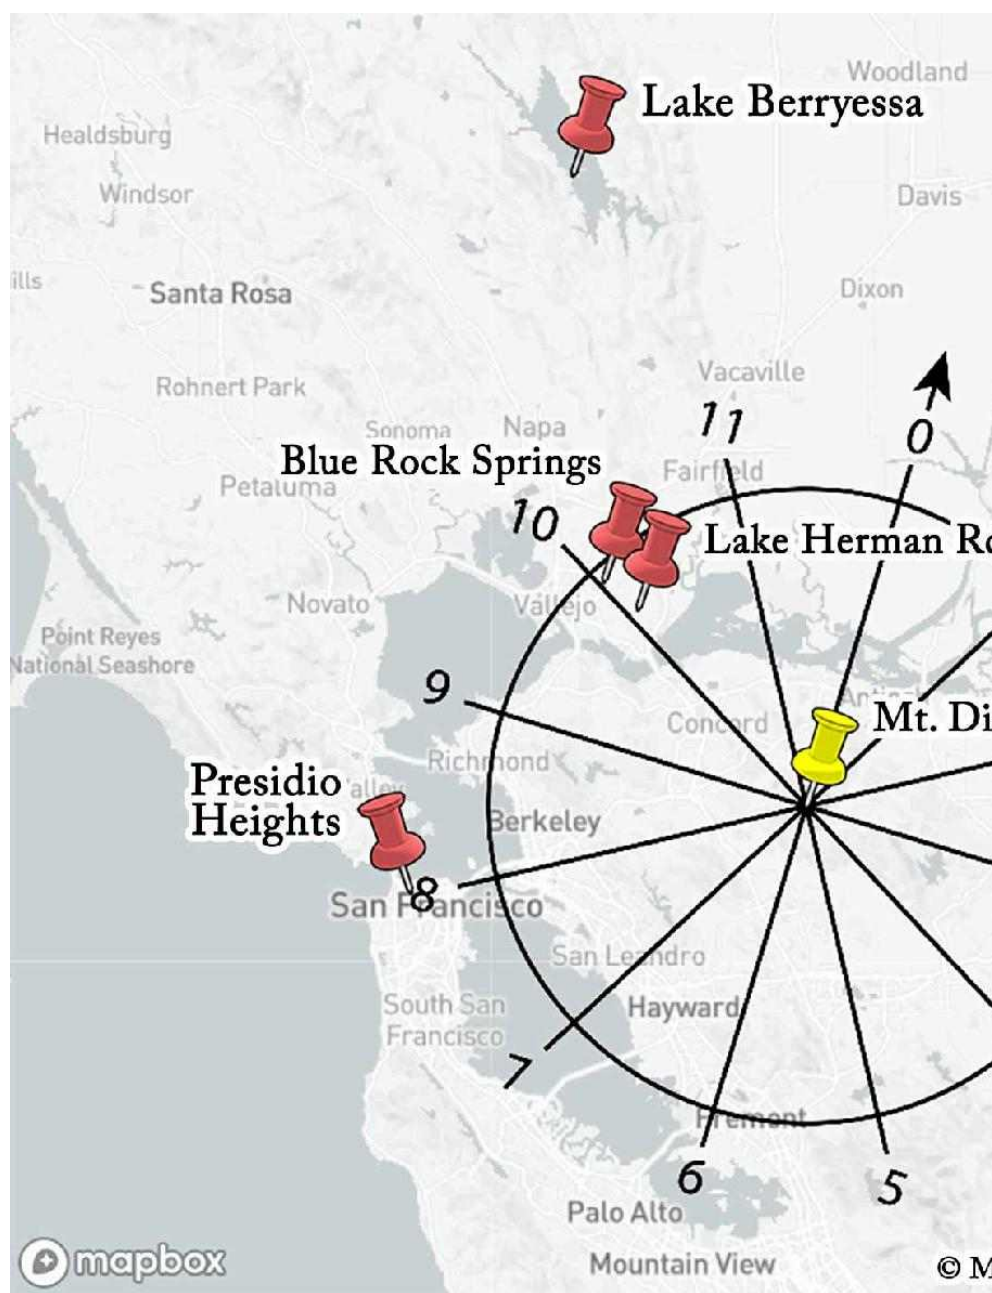 Woodland
Lake Berryessa
Healdsburg
Windsor
Davis
ills
Santa Rosa
Dixon
Vacaville
Rohnert Park
11
0
Sonoma
Napa
Blue Rock Springs
Fairfield
Petaluma
10
Lake Herman Ro
Novato
Vallejo
Point Reyes
National Seashore
9
Mt. Di
Concord
Richmond
Presidio
Heights
alley
Berkeley
8
San Francisco
San Leandro
South San
Francisco
Hayward
7
Fremont
6
5
Palo Alto
Mountain View
mapbox
© M